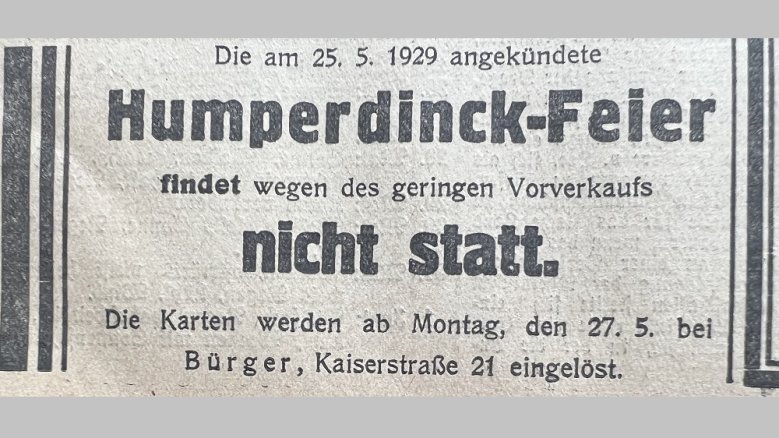 Die am 25. 5. 1929 angekündete
Humperdinck-Feier
findet wegen des geringen Vorverkaufs
nicht statt.
Die Karten werden ab Montag, den 27. 5. bei
Bürger, Kaiserstraße 21 eingelöst.